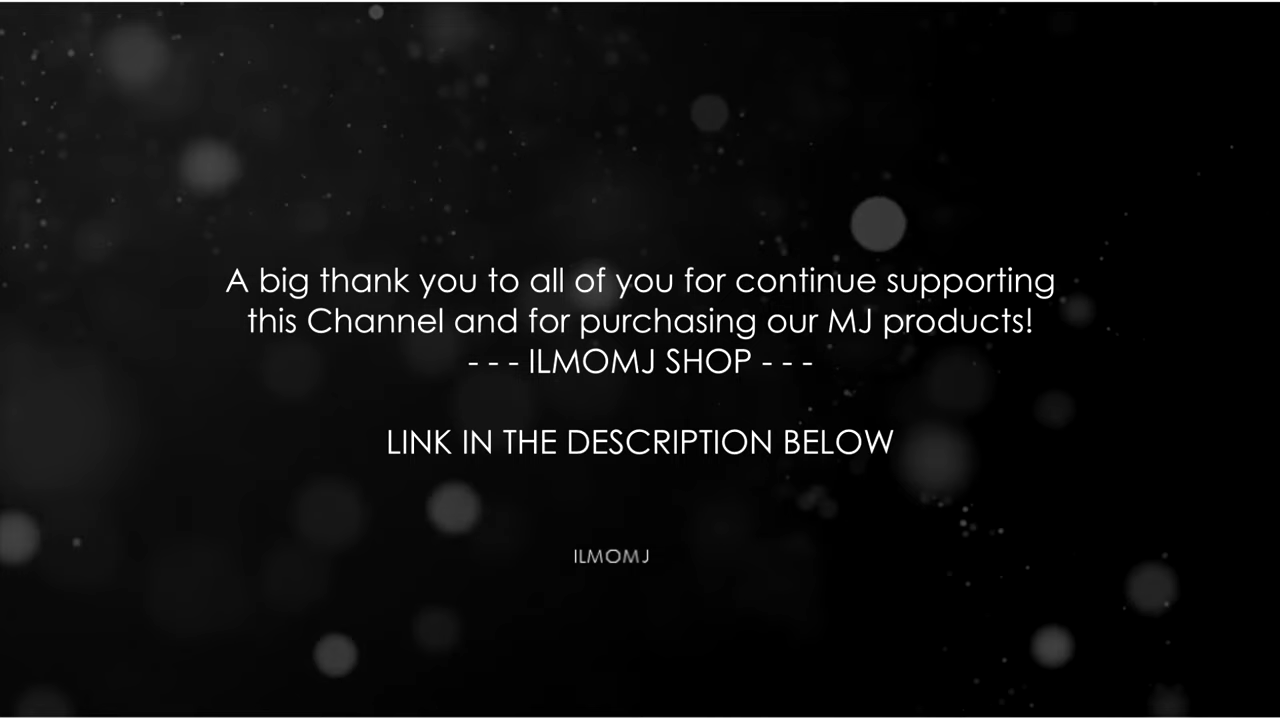 A big thank you to all of you for continue supporting
this Channel and for purchasing our MJ products!
- - - ILMOMJ SHOP - - -
LINK IN THE DESCRIPTION BELOW
ILMOMJ